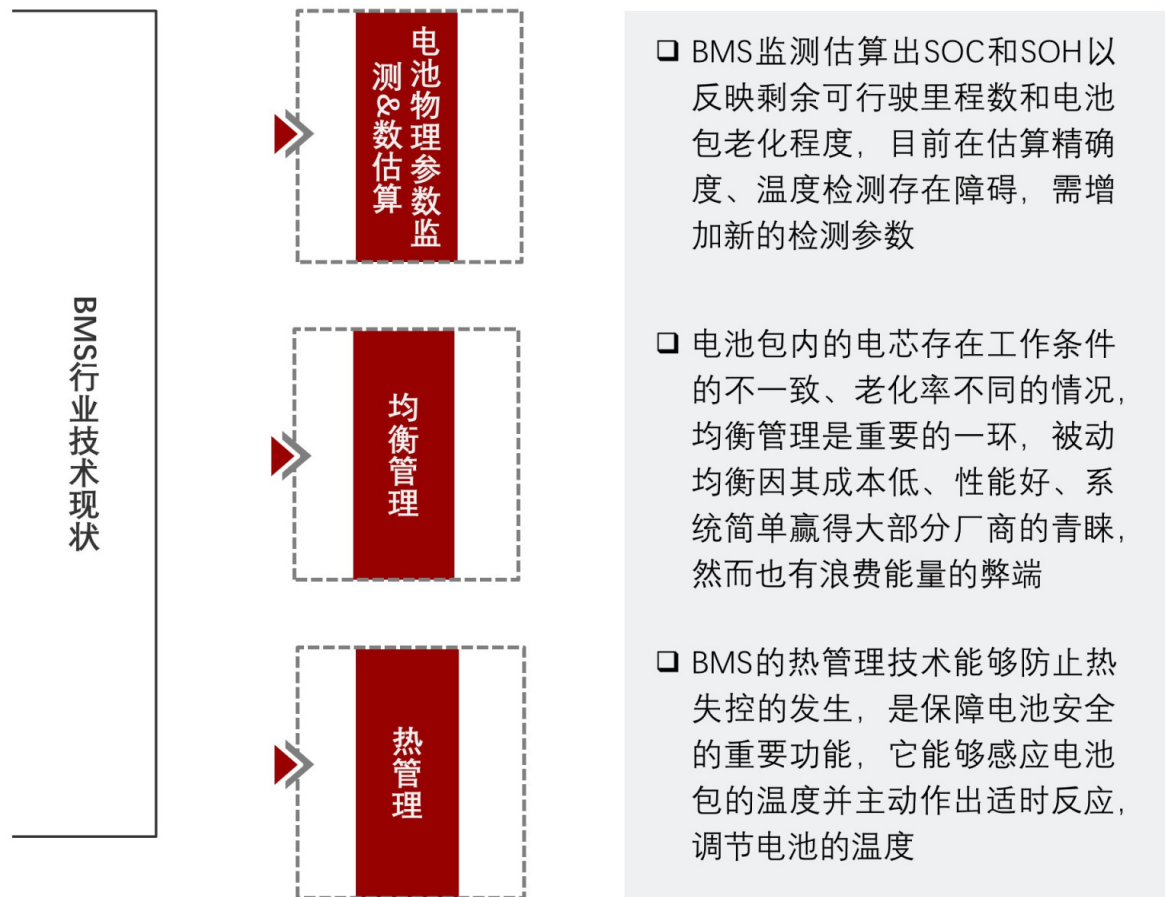 BMS行业技术现状
电池物理参数监
测&数估算
BMS监测估算出SOC和SOH以
反映剩余可行驶里程数和电池
包老化程度，目前在估算精确
度、温度检测存在障碍，需增
加新的检测参数
均衡管理
电池包内的电芯存在工作条件
的不一致、老化率不同的情况，
均衡管理是重要的一环，被动
均衡因其成本低、性能好、系
统简单赢得大部分厂商的青睐，
然而也有浪费能量的弊端
热管理
BMS的热管理技术能够防止热
失控的发生，是保障电池安全
的重要功能，它能够感应电池
包的温度并主动作出适时反应，
调节电池的温度